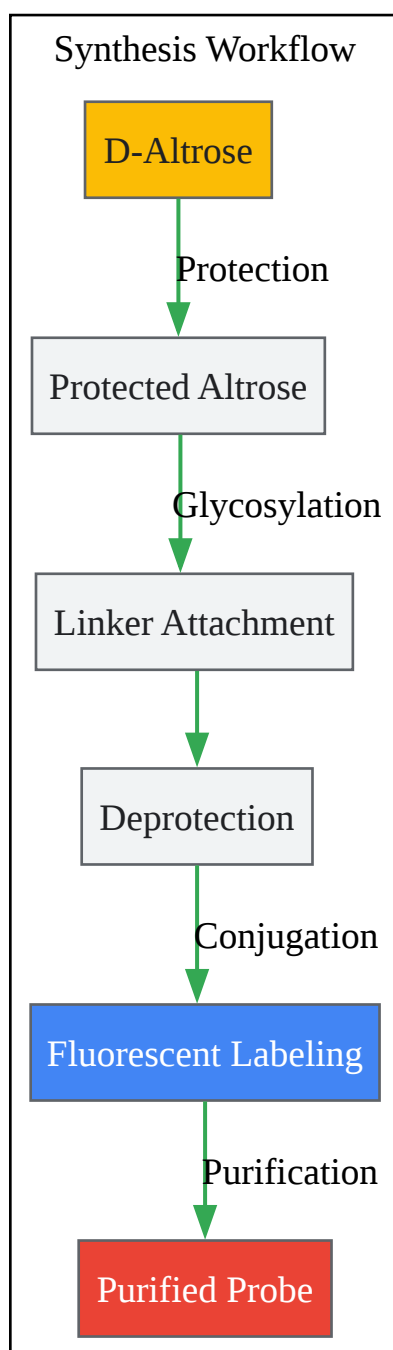 Synthesis Workflow
D-Altrose
Protection
Protected Altrose
Glycosylation
Linker Attachment
Deprotection
Conjugation
Fluorescent Labeling
Purification
Purified Probe